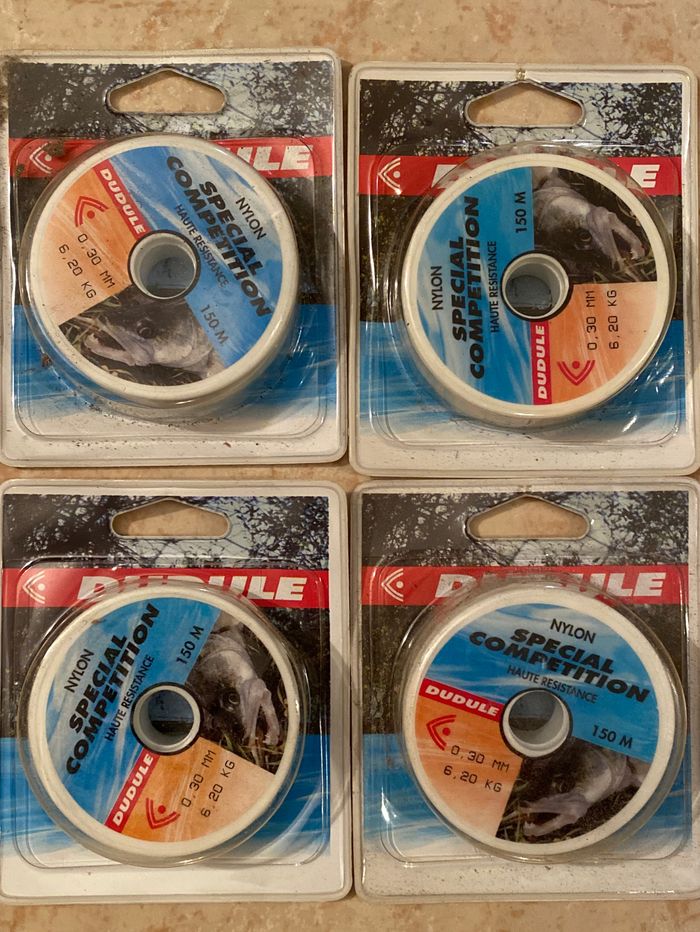 DUDULE
NYLON
SPECIAL
COMPETITION
HAUTE RESISTANCE
150 M
DUDULE
0,30 MM
6,20 KG
NYLON
SPECIAL
COMPETITION
HAUTE RESISTANCE
150 M
DUDULE
0,30 MM
6,20 KG
DUDULE
NYLON
SPECIAL
COMPETITION
HAUTE RESISTANCE
150 M
DUDULE
0,30 MM
6,20 KG
DUDULE
NYLON
SPECIAL
COMPETITION
HAUTE RESISTANCE
150 M
DUDULE
0,30 MM
6,20 KG